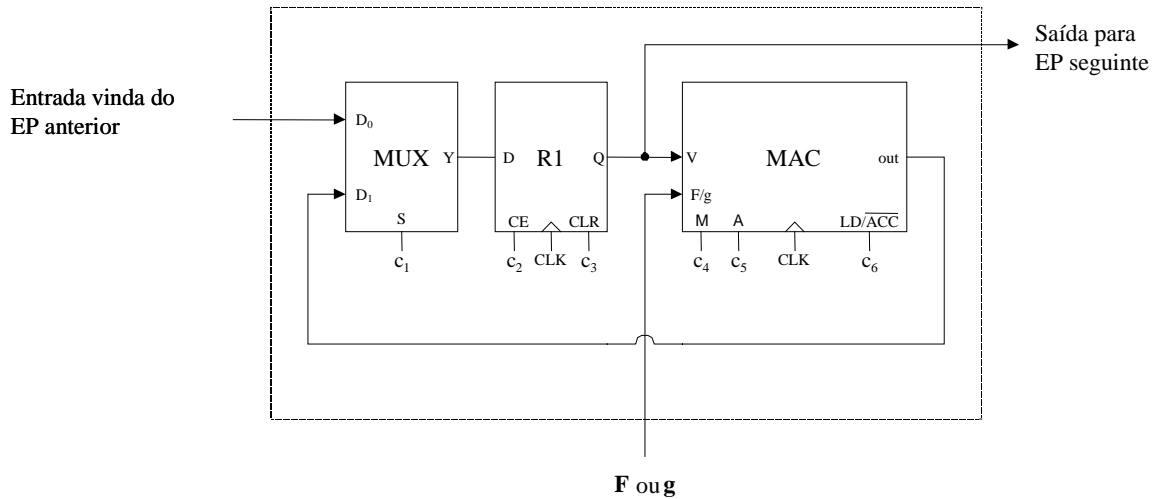 Saída para
EP seguinte
Entrada vinda do
EP anterior
D0
MUX
Y
D
R1
Q
V
MAC
out
D1
F/g
S
CE
CLR
M
A
LD/A̅C̅C̅
c1
c2
CLK
c3
c4
c5
CLK
c6
F ou g